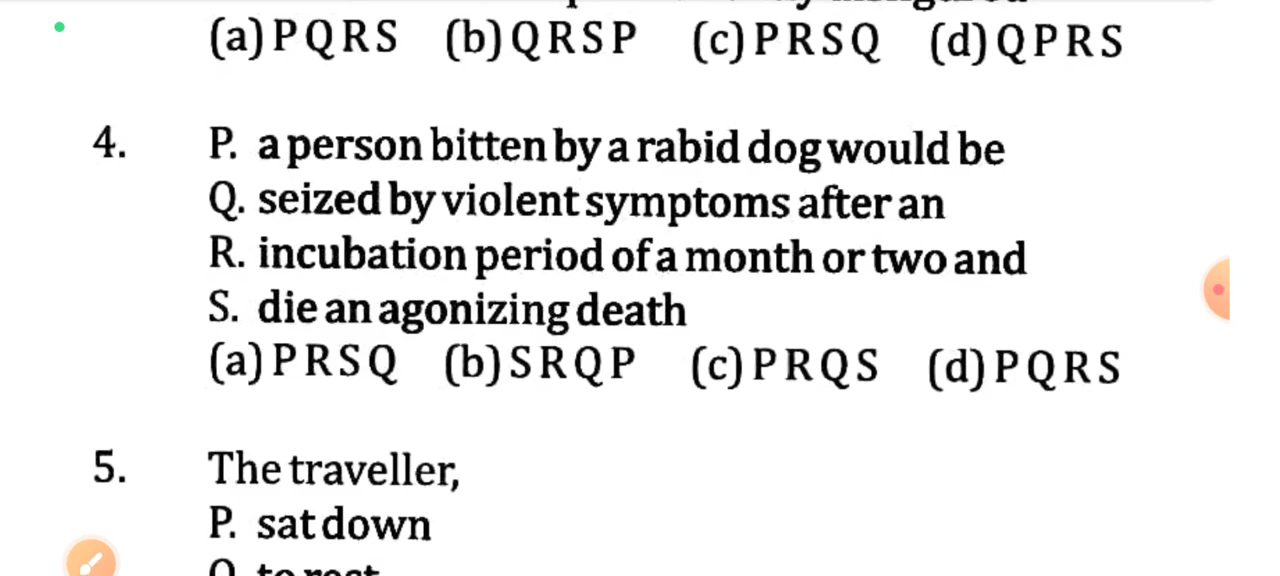 (a) P Q R S (b) Q R S P (c) P R S Q (d) Q P R S
4. P. a person bitten by a rabid dog would be
Q. seized by violent symptoms after an
R. incubation period of a month or two and
S. die an agonizing death
(a) P R S Q (b) S R Q P (c) P R Q S (d) P Q R S
5. The traveller,
P. sat down